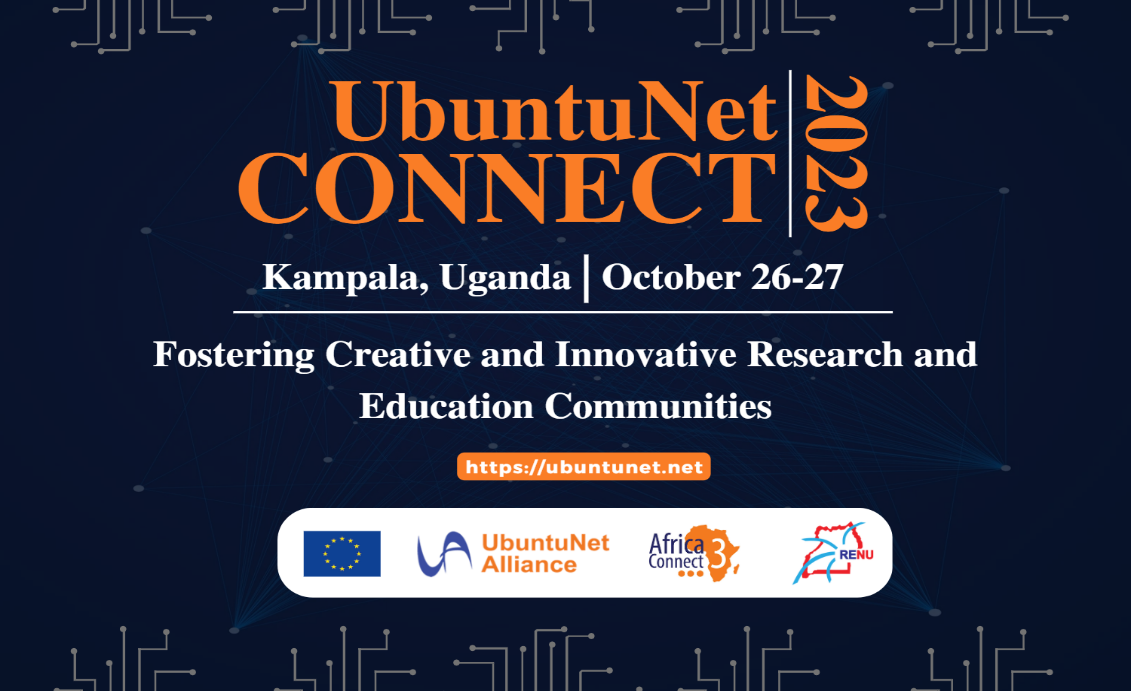 UbuntuNet
CONNECT
2023
Kampala, Uganda | October 26-27
Fostering Creative and Innovative Research and
Education Communities
https://ubuntunet.net
UbuntuNet
Alliance
Africa
Connect
3
RENU